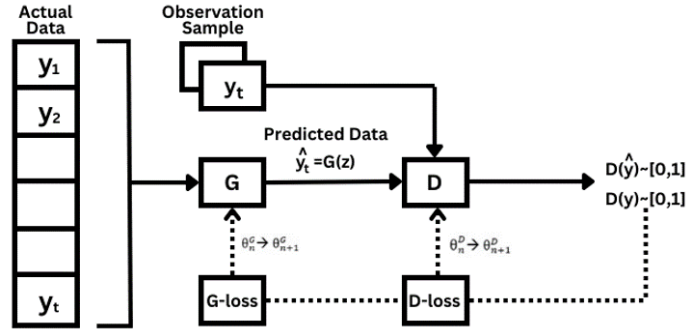 Actual
Data
Observation
Sample
y₁
y₂
yₜ
yₜ
Predicted Data
ŷₜ =G(z)
G
D
D(ŷ)~[0,1]
D(y)~[0,1]
θₙᴳ → θₙ₊₁ᴳ
θₙᴰ → θₙ₊₁ᴰ
G-loss
D-loss